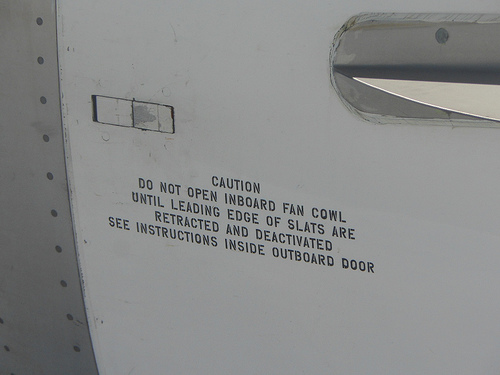 CAUTION
DO NOT OPEN INBOARD FAN COWL
UNTIL LEADING EDGE OF SLATS ARE
RETRACTED AND DEACTIVATED
SEE INSTRUCTIONS INSIDE OUTBOARD DOOR